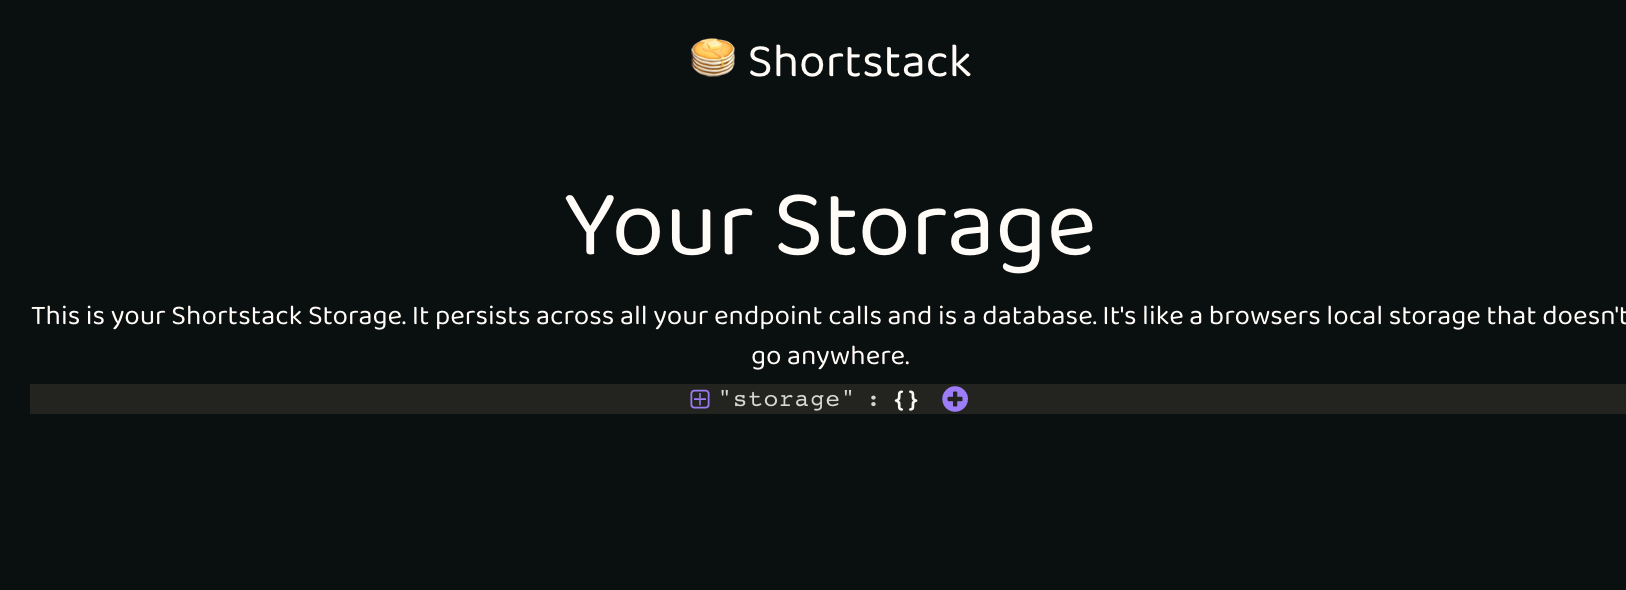 Shortstack
Your Storage
This is your Shortstack Storage. It persists across all your endpoint calls and is a database. It's like a browsers local storage that doesn't
go anywhere.
"storage" : {}